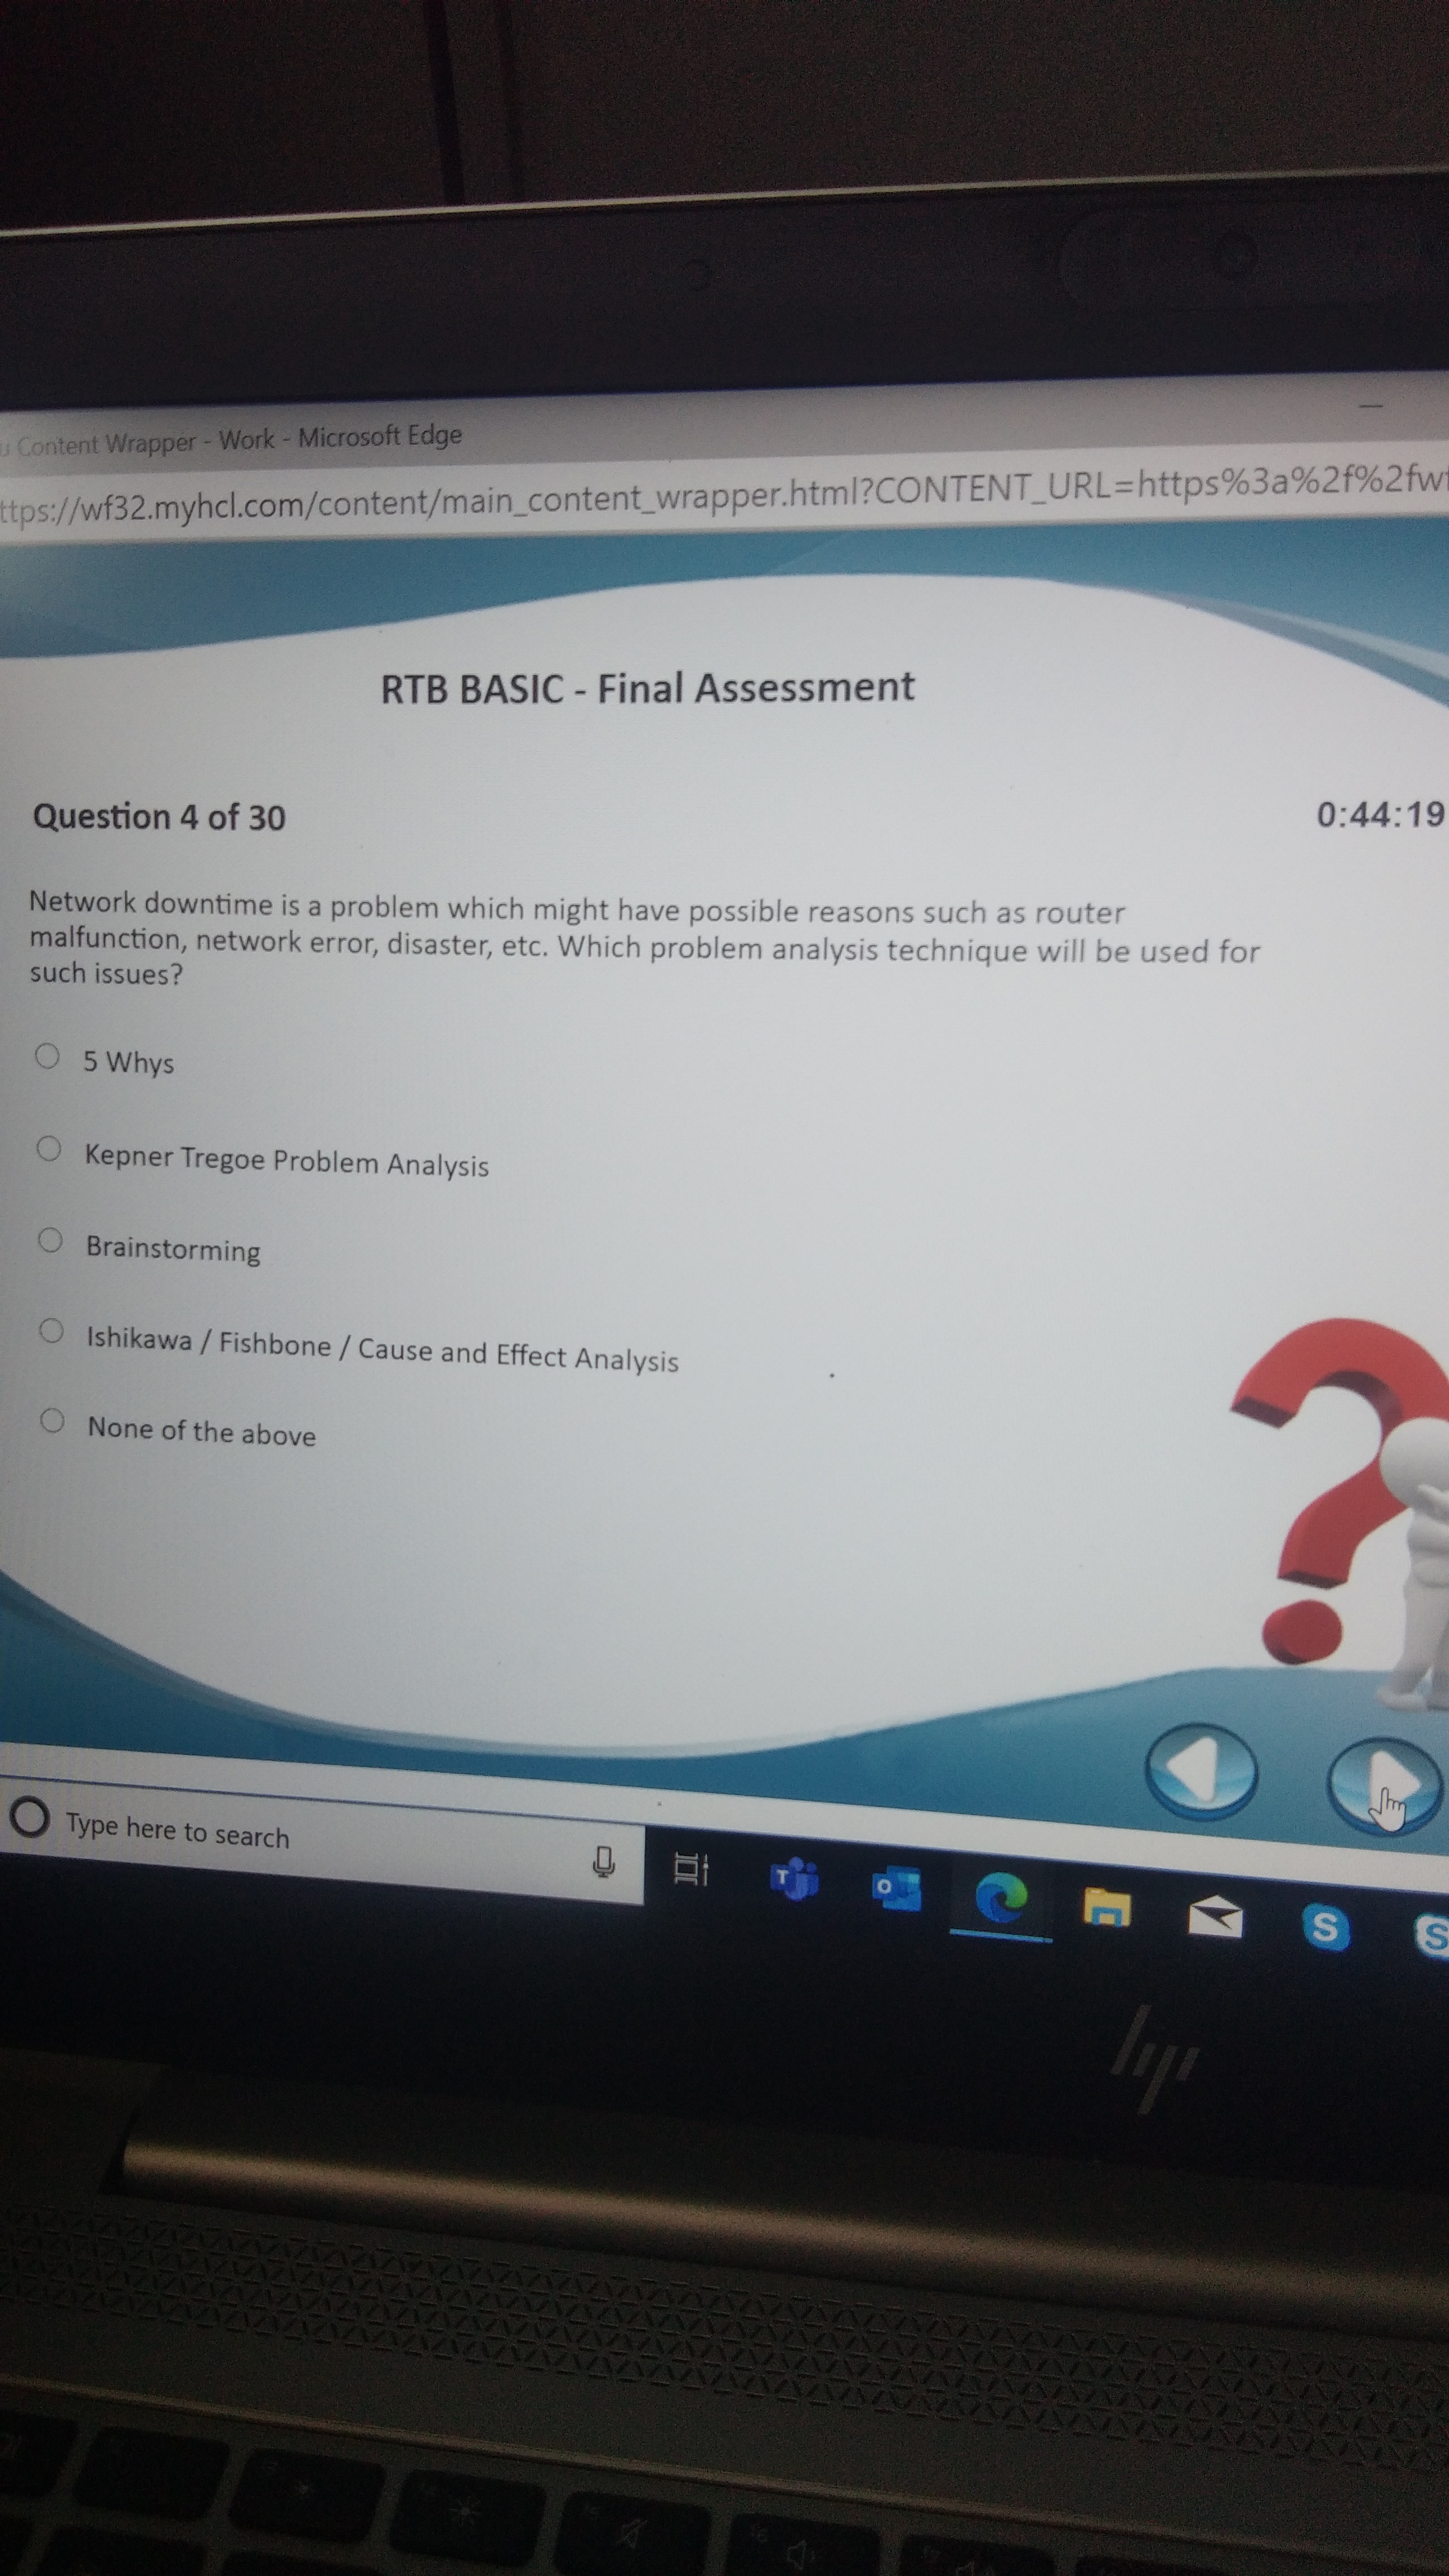 Content Wrapper - Work - Microsoft Edge
ttps://wf32.myhcl.com/content/main_content_wrapper.html?CONTENT_URL=https%3a%2f%2fwf
RTB BASIC - Final Assessment
Question 4 of 30
0:44:19
Network downtime is a problem which might have possible reasons such as router
malfunction, network error, disaster, etc. Which problem analysis technique will be used for
such issues?
5 Whys
Kepner Tregoe Problem Analysis
Brainstorming
Ishikawa / Fishbone / Cause and Effect Analysis
None of the above
Type here to search
hp